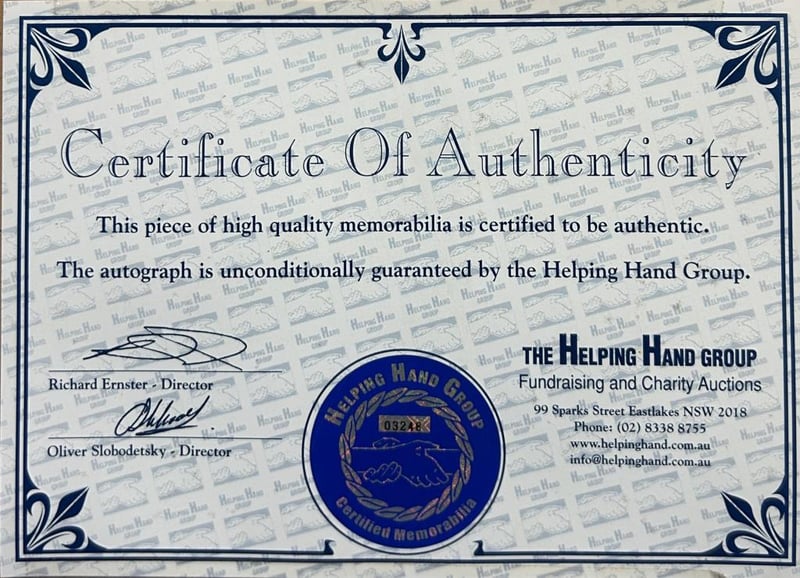 Certificate Of Authenticity
This piece of high quality memorabilia is certified to be authentic.
The autograph is unconditionally guaranteed by the Helping Hand Group.
Richard Ernster - Director
Oliver Slobodetsky - Director
HELPING HAND GROUP
Certified Memorabilia
THE HELPING HAND GROUP
Fundraising and Charity Auctions
99 Sparks Street Eastlakes NSW 2018
Phone: (02) 8338 8755
www.helpinghand.com.au
info@helpinghand.com.au